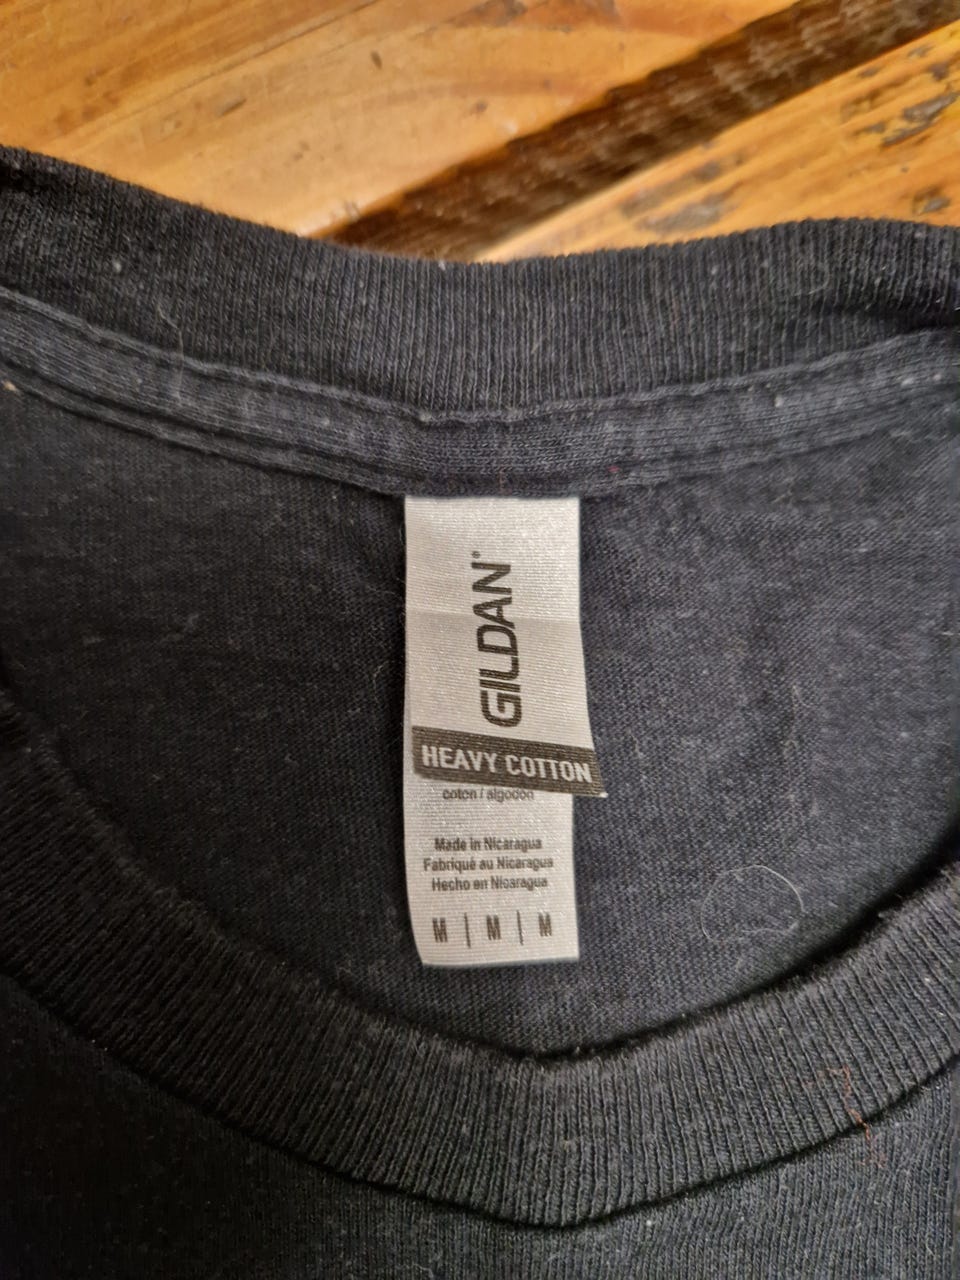 GILDAN®
HEAVY COTTON
coton / algodón
Made in Nicaragua
Fabriqué au Nicaragua
Hecho en Nicaragua
M | M | M